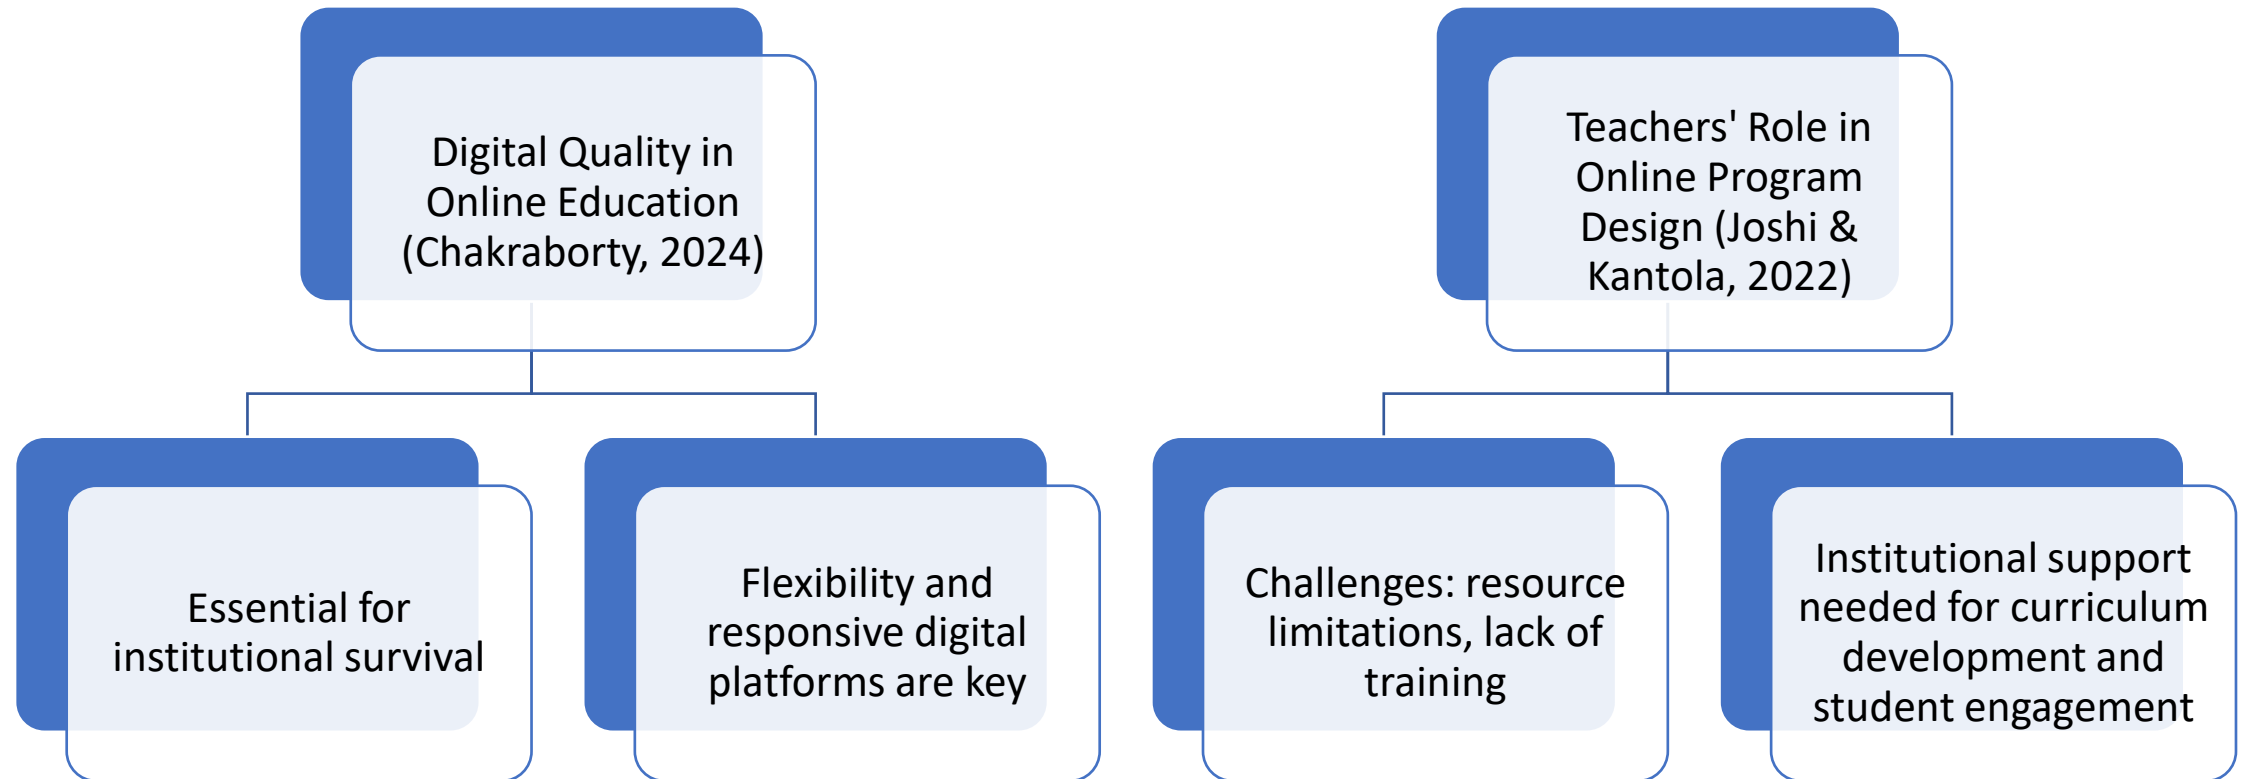 Digital Quality in
Online Education
(Chakraborty, 2024)
Essential for
institutional survival
Flexibility and
responsive digital
platforms are key
Teachers' Role in
Online Program
Design (Joshi &
Kantola, 2022)
Challenges: resource
limitations, lack of
training
Institutional support
needed for curriculum
development and
student engagement